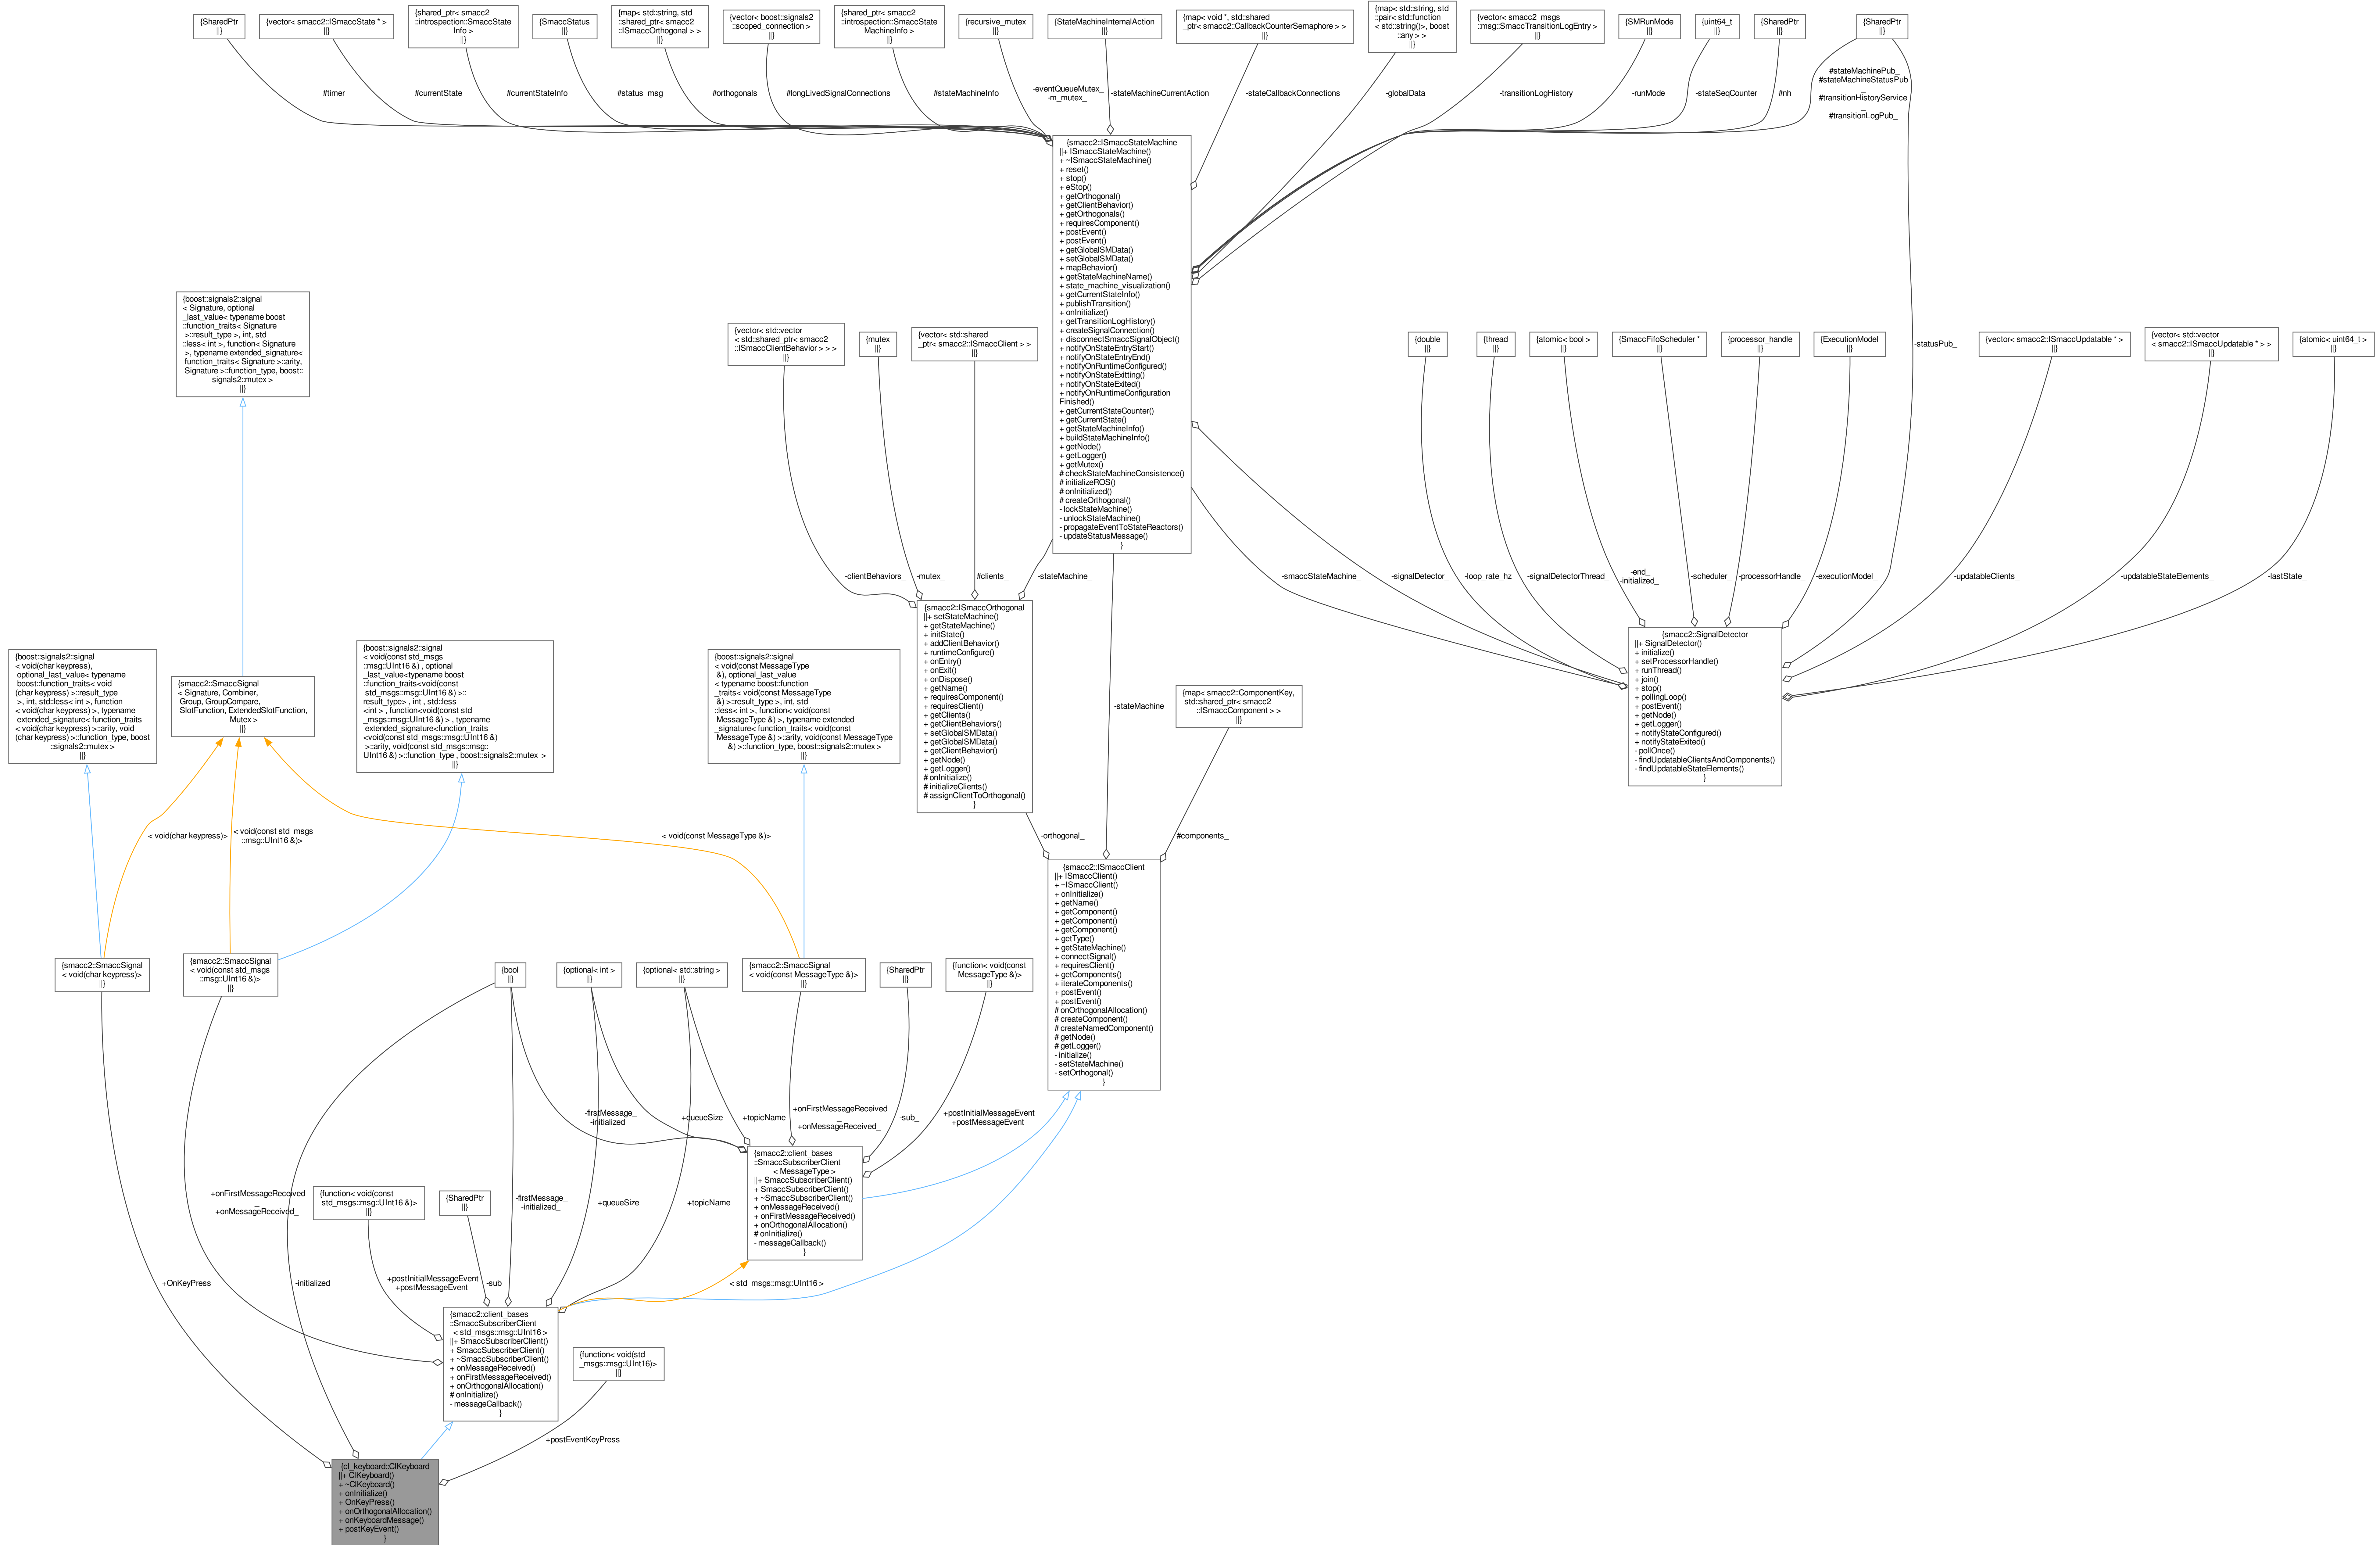 {SharedPtr
||}
{vector< smacc2::ISmaccState * >
||}
{shared_ptr< smacc2
::introspection::SmaccState
Info >
||}
{SmaccStatus
||}
{map< std::string, std
::shared_ptr< smacc2
::ISmaccOrthogonal > >
||}
{vector< boost::signals2
::scoped_connection >
||}
{shared_ptr< smacc2
::introspection::SmaccState
MachineInfo >
||}
{recursive_mutex
||}
{StateMachineInternalAction
||}
{map< void *, std::shared
_ptr< smacc2::CallbackCounterSemaphore > >
||}
{map< std::string, std
::pair< std::function
< std::string()>, boost
::any > >
||}
{vector< smacc2_msgs
::msg::SmaccTransitionLogEntry >
||}
{SMRunMode
||}
{uint64_t
||}
{SharedPtr
||}
{SharedPtr
||}
#timer_
#currentState_
#currentStateInfo_
#status_msg_
#orthogonals_
#longLivedSignalConnections_
#stateMachineInfo_
-eventQueueMutex_
-m_mutex_
-stateMachineCurrentAction
-stateCallbackConnections
-globalData_
-transitionLogHistory_
-runMode_
-stateSeqCounter_
#nh_
#stateMachinePub_
#stateMachineStatusPub
_
#transitionHistoryService
_
#transitionLogPub_
{smacc2::ISmaccStateMachine
||+ ISmaccStateMachine()
+ ~ISmaccStateMachine()
+ reset()
+ stop()
+ eStop()
+ getOrthogonal()
+ getClientBehavior()
+ getOrthogonals()
+ requiresComponent()
+ postEvent()
+ postEvent()
+ getGlobalSMData()
+ setGlobalSMData()
+ mapBehavior()
+ getStateMachineName()
+ state_machine_visualization()
+ getCurrentStateInfo()
+ publishTransition()
+ onInitialize()
+ getTransitionLogHistory()
+ createSignalConnection()
+ disconnectSmaccSignalObject()
+ notifyOnStateEntryStart()
+ notifyOnStateEntryEnd()
+ notifyOnRuntimeConfigured()
+ notifyOnStateExitting()
+ notifyOnStateExited()
+ notifyOnRuntimeConfiguration
Finished()
+ getCurrentStateCounter()
+ getCurrentState()
+ getStateMachineInfo()
+ buildStateMachineInfo()
+ getNode()
+ getLogger()
+ getMutex()
# checkStateMachineConsistence()
# initializeROS()
# onInitialized()
# createOrthogonal()
- lockStateMachine()
- unlockStateMachine()
- propagateEventToStateReactors()
- updateStatusMessage()
}
{boost::signals2::signal
< Signature, optional
_last_value< typename boost
::function_traits< Signature
>::result_type >, int, std
::less< int >, function< Signature
>, typename extended_signature<
function_traits< Signature >::arity,
Signature >::function_type, boost::
signals2::mutex >
||}
{vector< std::vector
< std::shared_ptr< smacc2
::ISmaccClientBehavior > > >
||}
{mutex
||}
{vector< std::shared
_ptr< smacc2::ISmaccClient > >
||}
{double
||}
{thread
||}
{atomic< bool >
||}
{SmaccFifoScheduler *
||}
{processor_handle
||}
{ExecutionModel
||}
-statusPub_
{vector< smacc2::ISmaccUpdatable * >
||}
{vector< std::vector
< smacc2::ISmaccUpdatable * > >
||}
{atomic< uint64_t >
||}
-clientBehaviors_
-mutex_
#clients_
-stateMachine_
-smaccStateMachine_
-signalDetector_
-loop_rate_hz
-signalDetectorThread_
-end_
-initialized_
-scheduler_
-processorHandle_
-executionModel_
-updatableClients_
-updatableStateElements_
-lastState_
{smacc2::ISmaccOrthogonal
||+ setStateMachine()
+ getStateMachine()
+ initState()
+ addClientBehavior()
+ runtimeConfigure()
+ onEntry()
+ onExit()
+ onDispose()
+ getName()
+ requiresComponent()
+ requiresClient()
+ getClients()
+ getClientBehaviors()
+ setGlobalSMData()
+ getGlobalSMData()
+ getClientBehavior()
+ getNode()
+ getLogger()
# onInitialize()
# initializeClients()
# assignClientToOrthogonal()
}
{smacc2::SignalDetector
||+ SignalDetector()
+ initialize()
+ setProcessorHandle()
+ runThread()
+ join()
+ stop()
+ pollingLoop()
+ postEvent()
+ getNode()
+ getLogger()
+ notifyStateConfigured()
+ notifyStateExited()
- pollOnce()
- findUpdatableClientsAndComponents()
- findUpdatableStateElements()
}
{boost::signals2::signal
< void(char keypress),
optional_last_value< typename
boost::function_traits< void
(char keypress) >::result_type
>, int, std::less< int >, function
< void(char keypress) >, typename
extended_signature< function_traits
< void(char keypress) >::arity, void
(char keypress) >::function_type, boost
::signals2::mutex >
||}
{smacc2::SmaccSignal
< Signature, Combiner,
Group, GroupCompare,
SlotFunction, ExtendedSlotFunction,
Mutex >
||}
{boost::signals2::signal
< void(const std_msgs
::msg::UInt16 &) , optional
_last_value<typename boost
::function_traits<void(const
std_msgs::msg::UInt16 &) >::
result_type> , int , std::less
<int > , function<void(const std
_msgs::msg::UInt16 &) > , typename
extended_signature<function_traits
<void(const std_msgs::msg::UInt16 &)
>::arity, void(const std_msgs::msg::
UInt16 &) >::function_type , boost::signals2::mutex  >
||}
{boost::signals2::signal
< void(const MessageType
&), optional_last_value
< typename boost::function
_traits< void(const MessageType
&) >::result_type >, int, std
::less< int >, function< void(const
MessageType &) >, typename extended
_signature< function_traits< void(const
MessageType &) >::arity, void(const MessageType
&) >::function_type, boost::signals2::mutex >
||}
-stateMachine_
{map< smacc2::ComponentKey,
std::shared_ptr< smacc2
::ISmaccComponent > >
||}
< void(char keypress)>
< void(const std_msgs
::msg::UInt16 &)>
< void(const MessageType &)>
-orthogonal_
#components_
{smacc2::ISmaccClient
||+ ISmaccClient()
+ ~ISmaccClient()
+ onInitialize()
+ getName()
+ getComponent()
+ getComponent()
+ getComponent()
+ getType()
+ getStateMachine()
+ connectSignal()
+ requiresClient()
+ getComponents()
+ iterateComponents()
+ postEvent()
+ postEvent()
# onOrthogonalAllocation()
# createComponent()
# createNamedComponent()
# getNode()
# getLogger()
- initialize()
- setStateMachine()
- setOrthogonal()
}
{smacc2::SmaccSignal
< void(char keypress)>
||}
{smacc2::SmaccSignal
< void(const std_msgs
::msg::UInt16 &)>
||}
{bool
||}
{optional< int >
||}
{optional< std::string >
||}
{smacc2::SmaccSignal
< void(const MessageType &)>
||}
{SharedPtr
||}
{function< void(const
MessageType &)>
||}
-firstMessage_
-initialized_
+queueSize
+topicName
+onFirstMessageReceived
_
+onMessageReceived_
-sub_
+postInitialMessageEvent
+postMessageEvent
{smacc2::client_bases
::SmaccSubscriberClient
< MessageType >
||+ SmaccSubscriberClient()
+ SmaccSubscriberClient()
+ ~SmaccSubscriberClient()
+ onMessageReceived()
+ onFirstMessageReceived()
+ onOrthogonalAllocation()
# onInitialize()
- messageCallback()
}
+onFirstMessageReceived
_
+onMessageReceived_
{function< void(const
std_msgs::msg::UInt16 &)>
||}
{SharedPtr
||}
-firstMessage_
-initialized_
+queueSize
+topicName
+OnKeyPress_
-initialized_
+postInitialMessageEvent
+postMessageEvent
-sub_
< std_msgs::msg::UInt16 >
{smacc2::client_bases
::SmaccSubscriberClient
< std_msgs::msg::UInt16 >
||+ SmaccSubscriberClient()
+ SmaccSubscriberClient()
+ ~SmaccSubscriberClient()
+ onMessageReceived()
+ onFirstMessageReceived()
+ onOrthogonalAllocation()
# onInitialize()
- messageCallback()
}
{function< void(std
_msgs::msg::UInt16)>
||}
+postEventKeyPress
{cl_keyboard::ClKeyboard
||+ ClKeyboard()
+ ~ClKeyboard()
+ onInitialize()
+ OnKeyPress()
+ onOrthogonalAllocation()
+ onKeyboardMessage()
+ postKeyEvent()
}